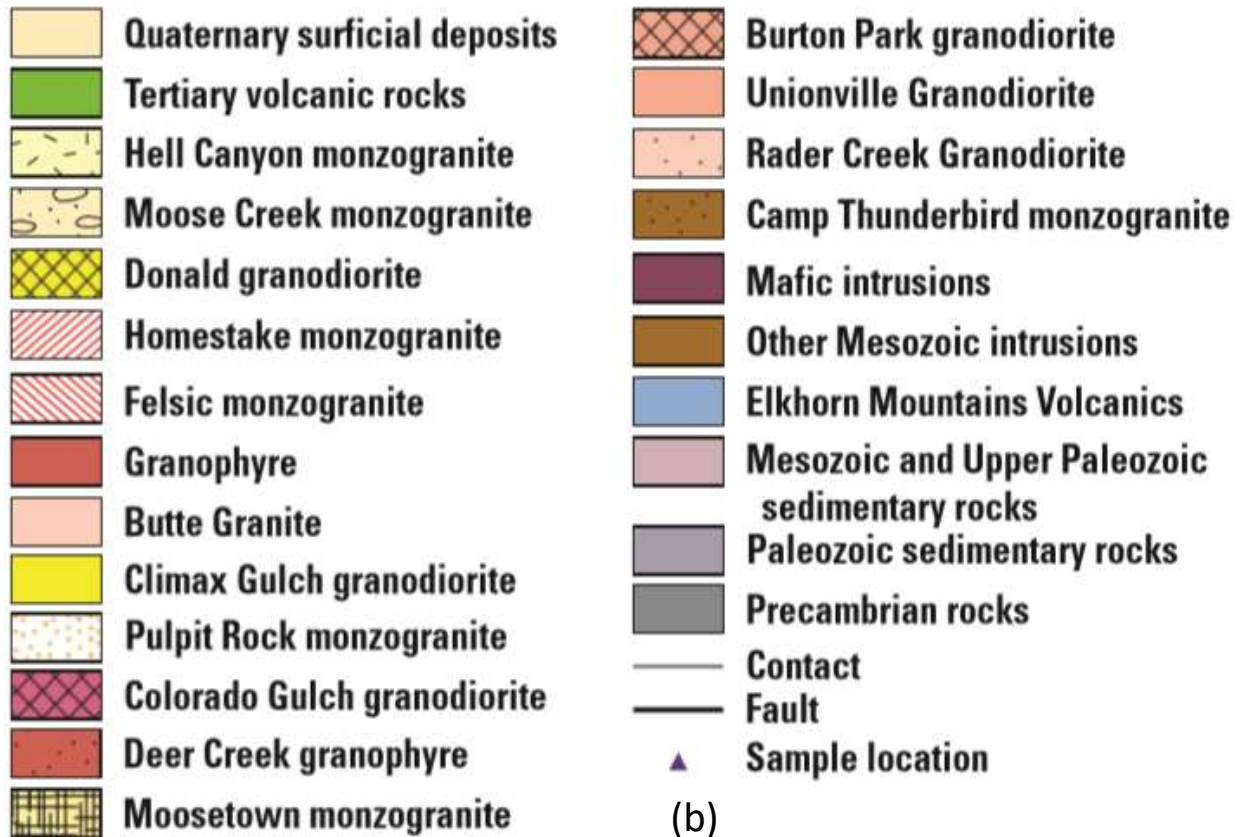 Quaternary surficial deposits
Tertiary volcanic rocks
Hell Canyon monzogranite
Moose Creek monzogranite
Donald granodiorite
Homestake monzogranite
Felsic monzogranite
Granophyre
Butte Granite
Climax Gulch granodiorite
Pulpit Rock monzogranite
Colorado Gulch granodiorite
Deer Creek granophyre
Moosetown monzogranite
Burton Park granodiorite
Unionville Granodiorite
Rader Creek Granodiorite
Camp Thunderbird monzogranite
Mafic intrusions
Other Mesozoic intrusions
Elkhorn Mountains Volcanics
Mesozoic and Upper Paleozoic
sedimentary rocks
Paleozoic sedimentary rocks
Precambrian rocks
Contact
Fault
Sample location
(b)